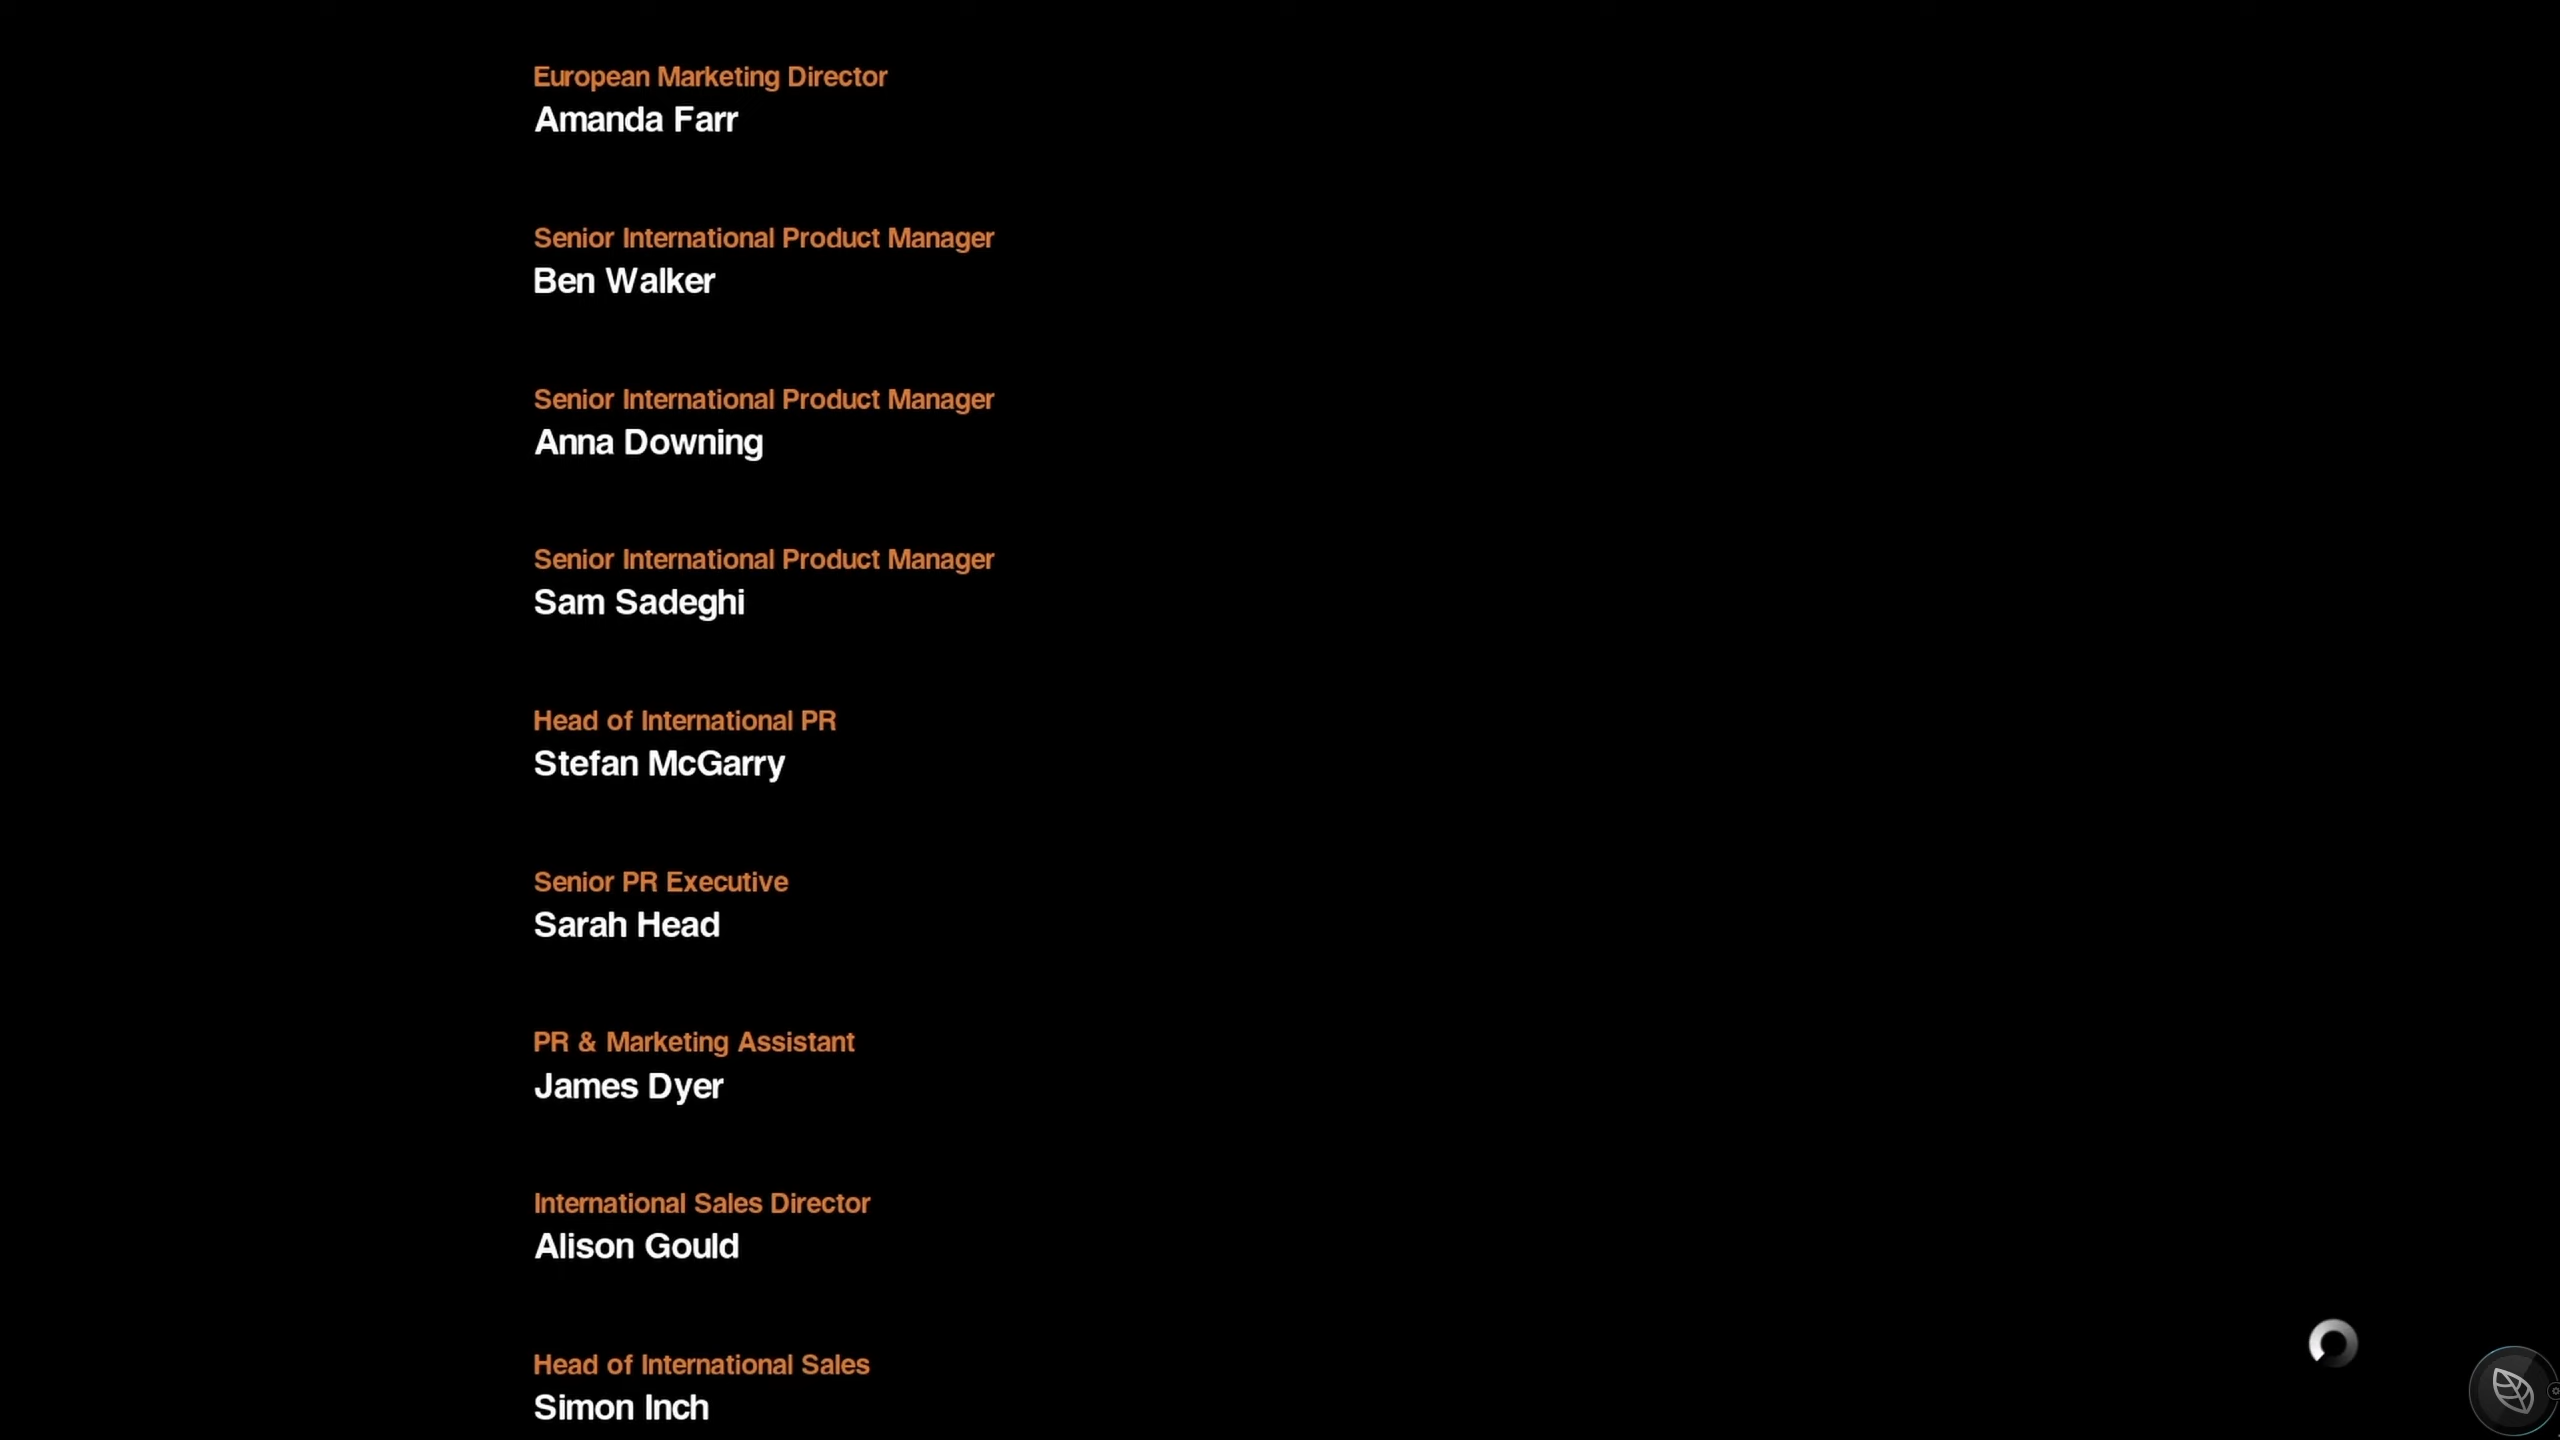 European Marketing Director
Amanda Farr
Senior International Product Manager
Ben Walker
Senior International Product Manager
Anna Downing
Senior International Product Manager
Sam Sadeghi
Head of International PR
Stefan McGarry
Senior PR Executive
Sarah Head
PR & Marketing Assistant
James Dyer
International Sales Director
Alison Gould
Head of International Sales
Simon Inch